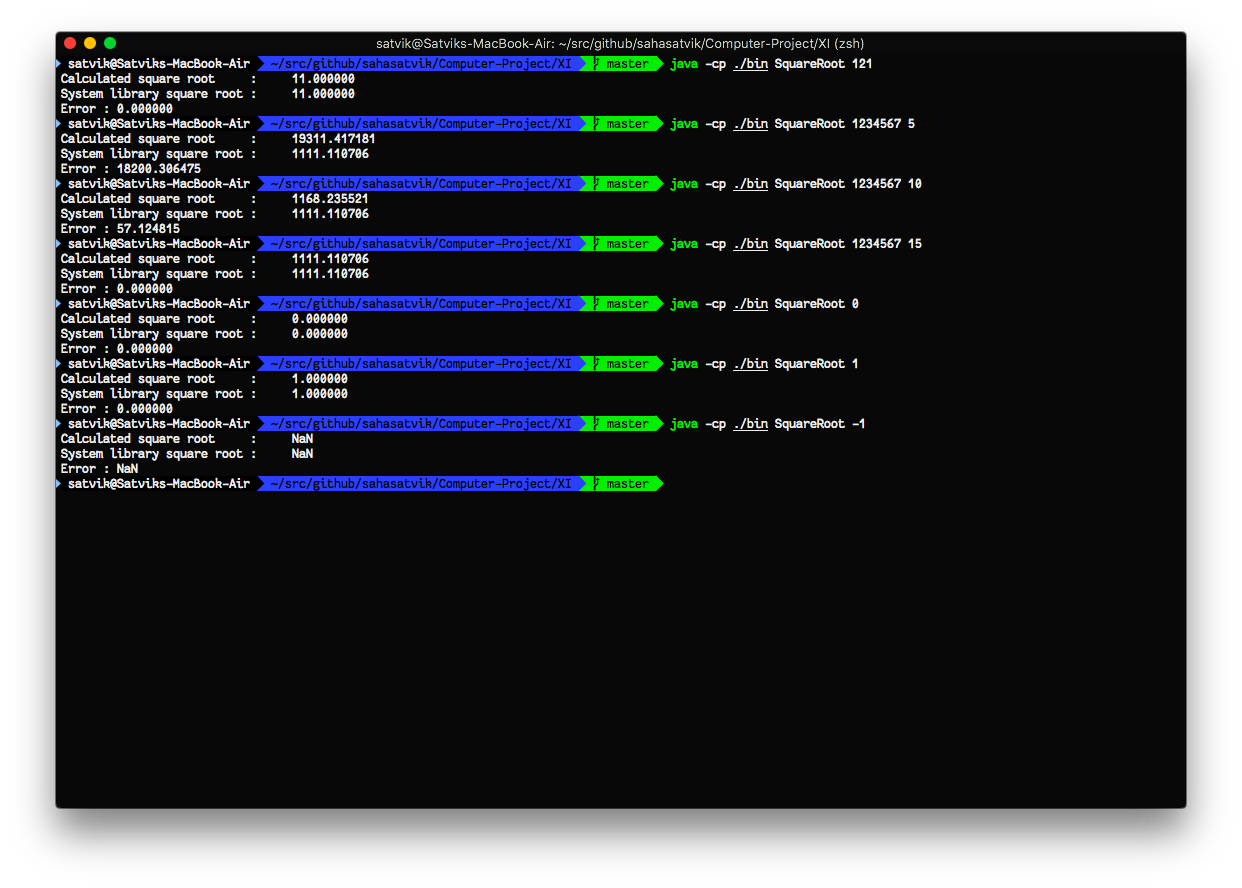 satvik@Satviks-MacBook-Air: ~/src/github/sahasatvik/Computer-Project/XI (zsh)
satvik@Satviks-MacBook-Air ~/src/github/sahasatvik/Computer-Project/XI master java -cp ./bin SquareRoot 121
Calculated square root : 11.000000
System library square root : 11.000000
Error : 0.000000
satvik@Satviks-MacBook-Air ~/src/github/sahasatvik/Computer-Project/XI master java -cp ./bin SquareRoot 1234567 5
Calculated square root : 19311.417181
System library square root : 1111.110706
Error : 18200.306475
satvik@Satviks-MacBook-Air ~/src/github/sahasatvik/Computer-Project/XI master java -cp ./bin SquareRoot 1234567 10
Calculated square root : 1168.235521
System library square root : 1111.110706
Error : 57.124815
satvik@Satviks-MacBook-Air ~/src/github/sahasatvik/Computer-Project/XI master java -cp ./bin SquareRoot 1234567 15
Calculated square root : 1111.110706
System library square root : 1111.110706
Error : 0.000000
satvik@Satviks-MacBook-Air ~/src/github/sahasatvik/Computer-Project/XI master java -cp ./bin SquareRoot 0
Calculated square root : 0.000000
System library square root : 0.000000
Error : 0.000000
satvik@Satviks-MacBook-Air ~/src/github/sahasatvik/Computer-Project/XI master java -cp ./bin SquareRoot 1
Calculated square root : 1.000000
System library square root : 1.000000
Error : 0.000000
satvik@Satviks-MacBook-Air ~/src/github/sahasatvik/Computer-Project/XI master java -cp ./bin SquareRoot -1
Calculated square root : NaN
System library square root : NaN
Error : NaN
satvik@Satviks-MacBook-Air ~/src/github/sahasatvik/Computer-Project/XI master